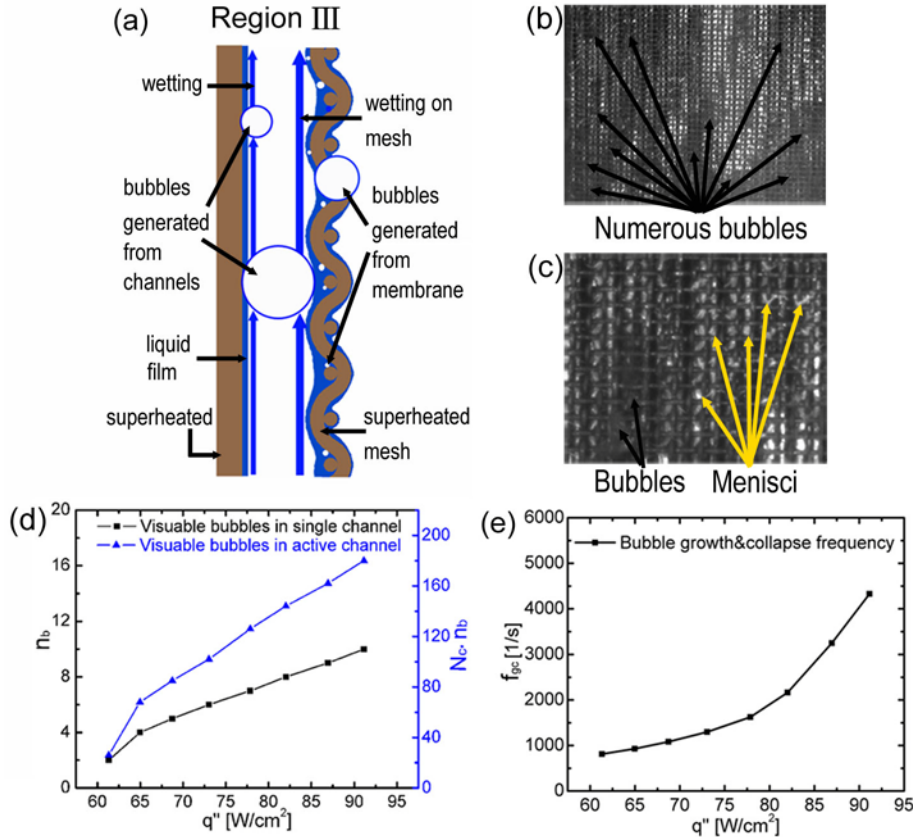 (a)
Region III
wetting
wetting on
mesh
bubbles
generated
from
channels
bubbles
generated
from
membrane
liquid
film
superheated
superheated
mesh
(b)
Numerous bubbles
(c)
Bubbles
Menisci
(d)
Visuable bubbles in single channel
Visuable bubbles in active channel
20
16
12
8
4
0
nb
200
160
120
80
40
0
Nc·nb
60 65 70 75 80 85 90 95
q" [W/cm²]
(e)
Bubble growth&collapse frequency
6000
5000
4000
3000
2000
1000
0
fgc [1/s]
60 65 70 75 80 85 90 95
q" [W/cm²]